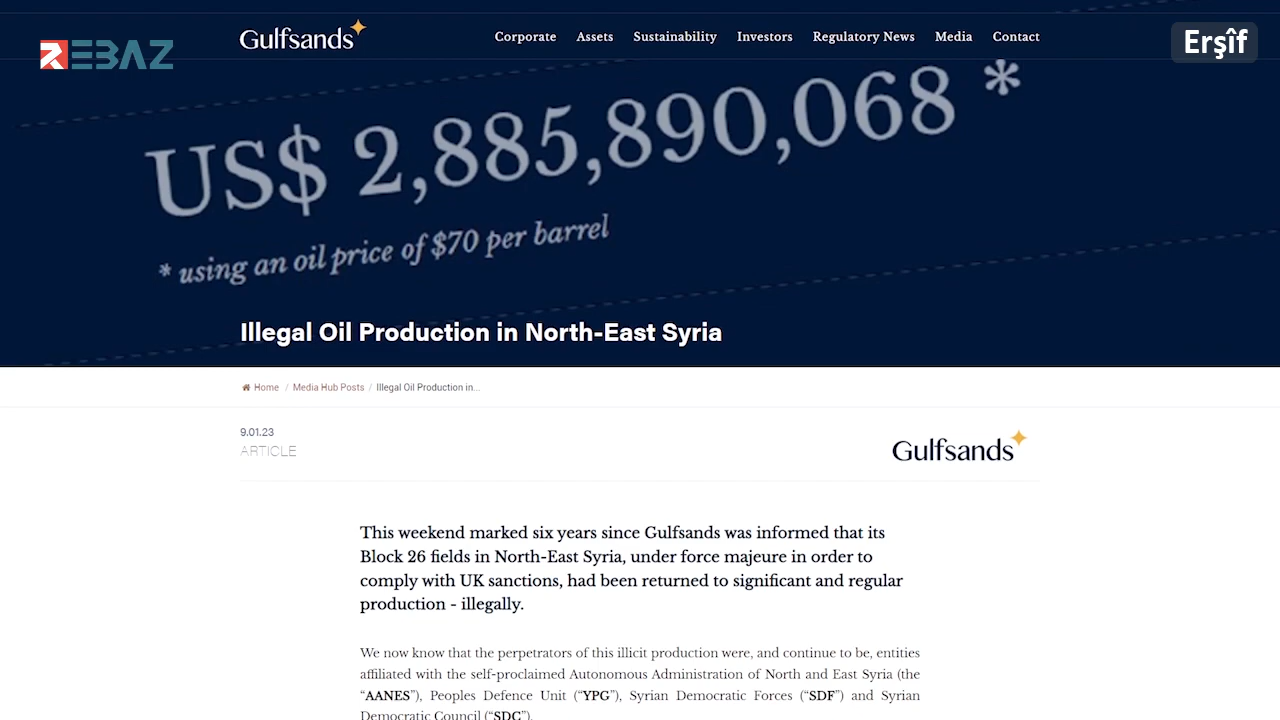 REBAZ
Gulfsands
Corporate Assets Sustainability Investors Regulatory News Media Contact
Erşîf
US$ 2,885,890,068 *
* using an oil price of $70 per barrel
Illegal Oil Production in North-East Syria
Home / Media Hub Posts / Illegal Oil Production in...
9.01.23
ARTICLE
Gulfsands
This weekend marked six years since Gulfsands was informed that its
Block 26 fields in North-East Syria, under force majeure in order to
comply with UK sanctions, had been returned to significant and regular
production - illegally.
We now know that the perpetrators of this illicit production were, and continue to be, entities
affiliated with the self-proclaimed Autonomous Administration of North and East Syria (the
“AANES”), Peoples Defence Unit (“YPG”), Syrian Democratic Forces (“SDF”) and Syrian
Democratic Council (“SDC”).